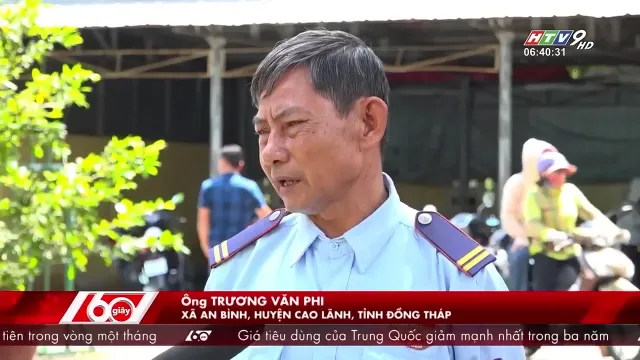 HTV9 HD
06:40:31
60 giây
Ông TRƯƠNG VĂN PHI
XÃ AN BÌNH, HUYỆN CAO LÃNH, TỈNH ĐỒNG THÁP
tiên trong vòng một tháng Giá tiêu dùng của Trung Quốc giảm mạnh nhất trong ba năm